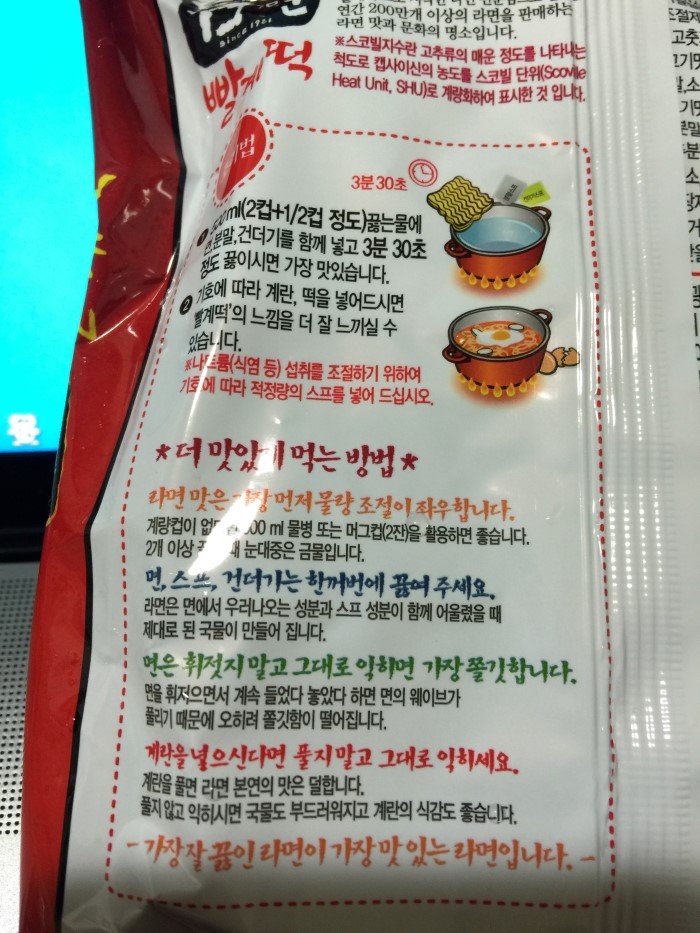 Since 1961
연간 200만개 이상의 라면을 판매하는
라면 맛과 문화의 명소입니다.
※스코빌지수란 고추류의 매운 정도를 나타내는
척도로 캡사이신의 농도를 스코빌 단위(Scoville
Heat Unit, SHU)로 계량화하여 표시한 것 입니다.
빨계떡
3분 30초
ml(2컵+1/2컵 정도)끓는물에
분말,건더기를 함께 넣고 3분 30초
정도 끓이시면 가장 맛있습니다.
❷ 기호에 따라 계란, 떡을 넣어드시면
'빨계떡'의 느낌을 더 잘 느끼실 수
있습니다.
※나트륨(식염 등) 섭취를 조절하기 위하여
기호에 따라 적정량의 스프를 넣어 드십시오.
*더 맛있게 먹는 방법*
라면 맛은 가장 먼저 물량 조절이 좌우합니다.
계량컵이 없다면 500 ml 물병 또는 머그컵(2잔)을 활용하면 좋습니다.
2개 이상 때 눈대중은 금물입니다.
면, 스프, 건더기는 한꺼번에 끓여 주세요.
라면은 면에서 우러나오는 성분과 스프 성분이 함께 어울렸을 때
제대로 된 국물이 만들어 집니다.
면은 휘젓지 말고 그대로 익히면 가장 쫄깃합니다.
면을 휘저으면서 계속 들었다 놓았다 하면 면의 웨이브가
풀리기 때문에 오히려 쫄깃함이 떨어집니다.
계란을 넣으신다면 풀지말고 그대로 익히세요.
계란을 풀면 라면 본연의 맛은 덜합니다.
풀지 않고 익히시면 국물도 부드러워지고 계란의 식감도 좋습니다.
- 가장 잘 끓인 라면이 가장 맛 있는 라면입니다. -